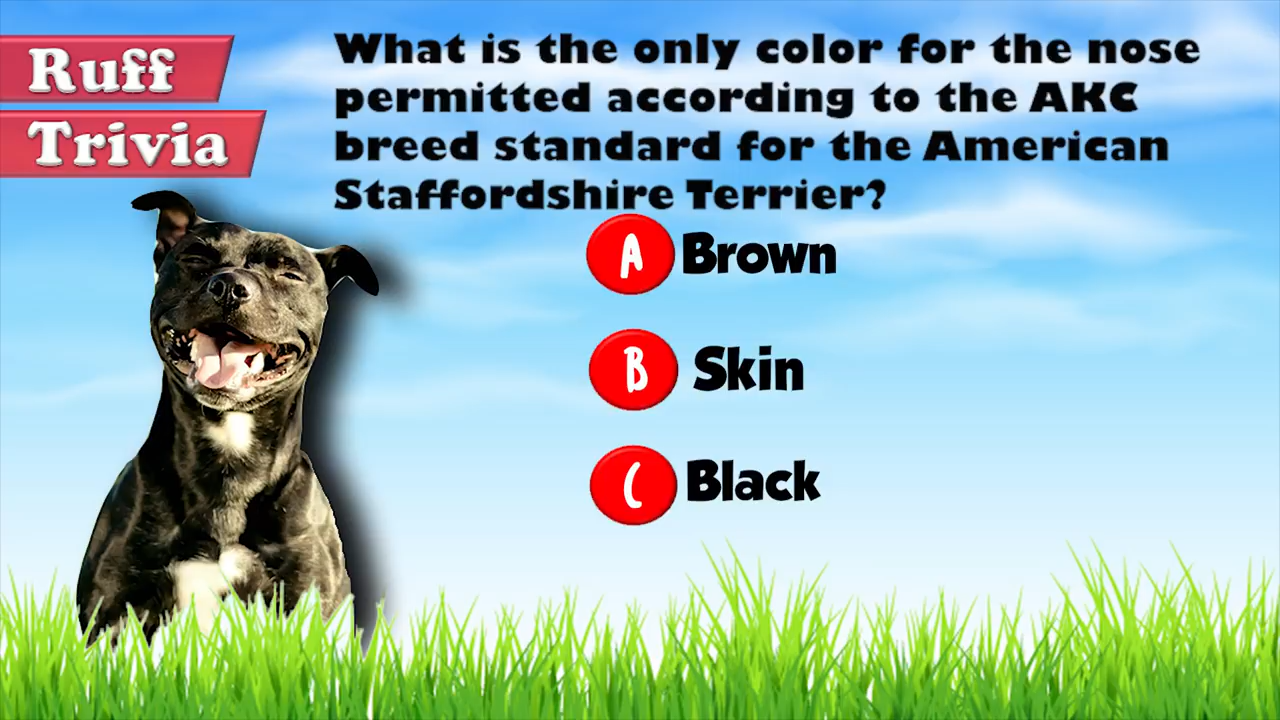 Ruff
Trivia
What is the only color for the nose
permitted according to the AKC
breed standard for the American
Staffordshire Terrier?
A Brown
B Skin
C Black